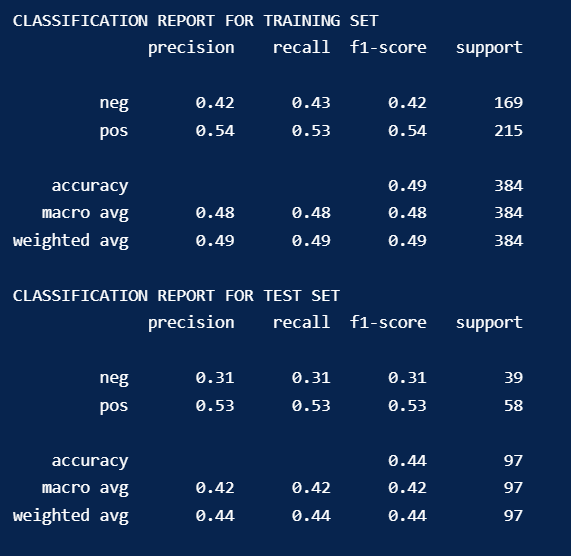 CLASSIFICATION REPORT FOR TRAINING SET
precision recall f1-score support
neg 0.42 0.43 0.42 169
pos 0.54 0.53 0.54 215
accuracy 0.49 384
macro avg 0.48 0.48 0.48 384
weighted avg 0.49 0.49 0.49 384
CLASSIFICATION REPORT FOR TEST SET
precision recall f1-score support
neg 0.31 0.31 0.31 39
pos 0.53 0.53 0.53 58
accuracy 0.44 97
macro avg 0.42 0.42 0.42 97
weighted avg 0.44 0.44 0.44 97